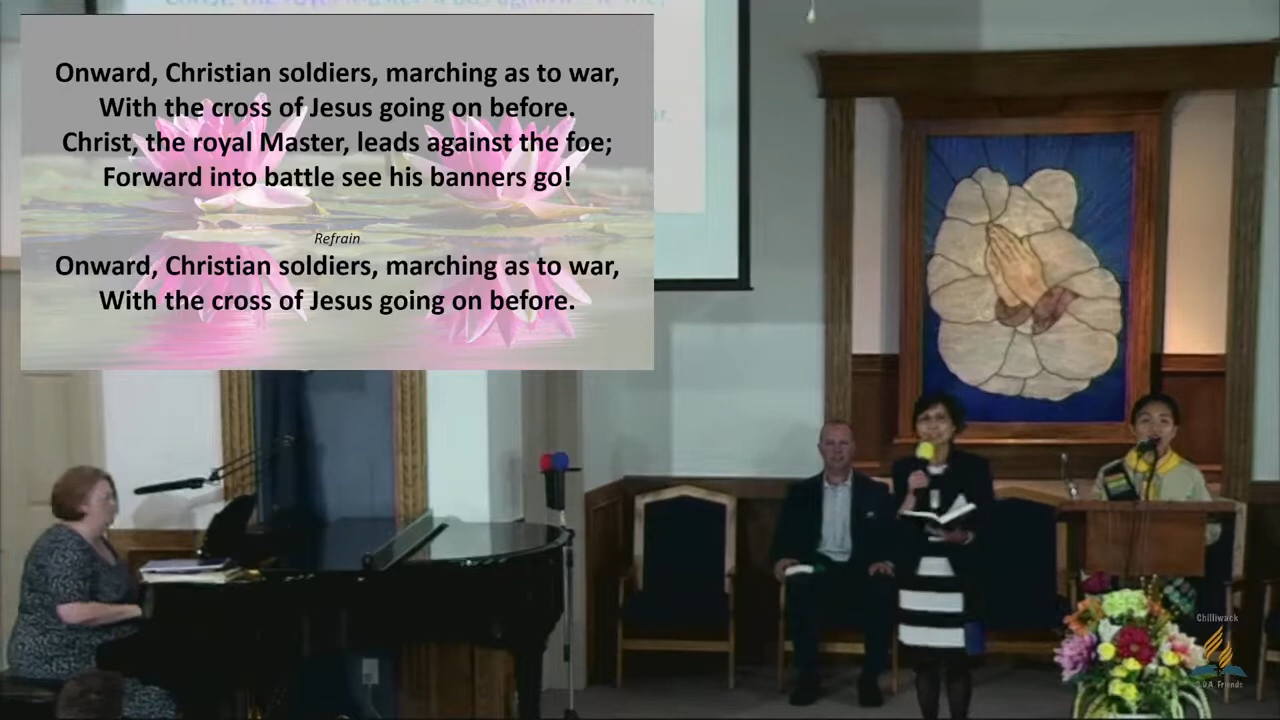 Onward, Christian soldiers, marching as to war,
With the cross of Jesus going on before.
Christ, the royal Master, leads against the foe;
Forward into battle see his banners go!
Refrain
Onward, Christian soldiers, marching as to war,
With the cross of Jesus going on before.
Chilliwack
S.D.A. Friends